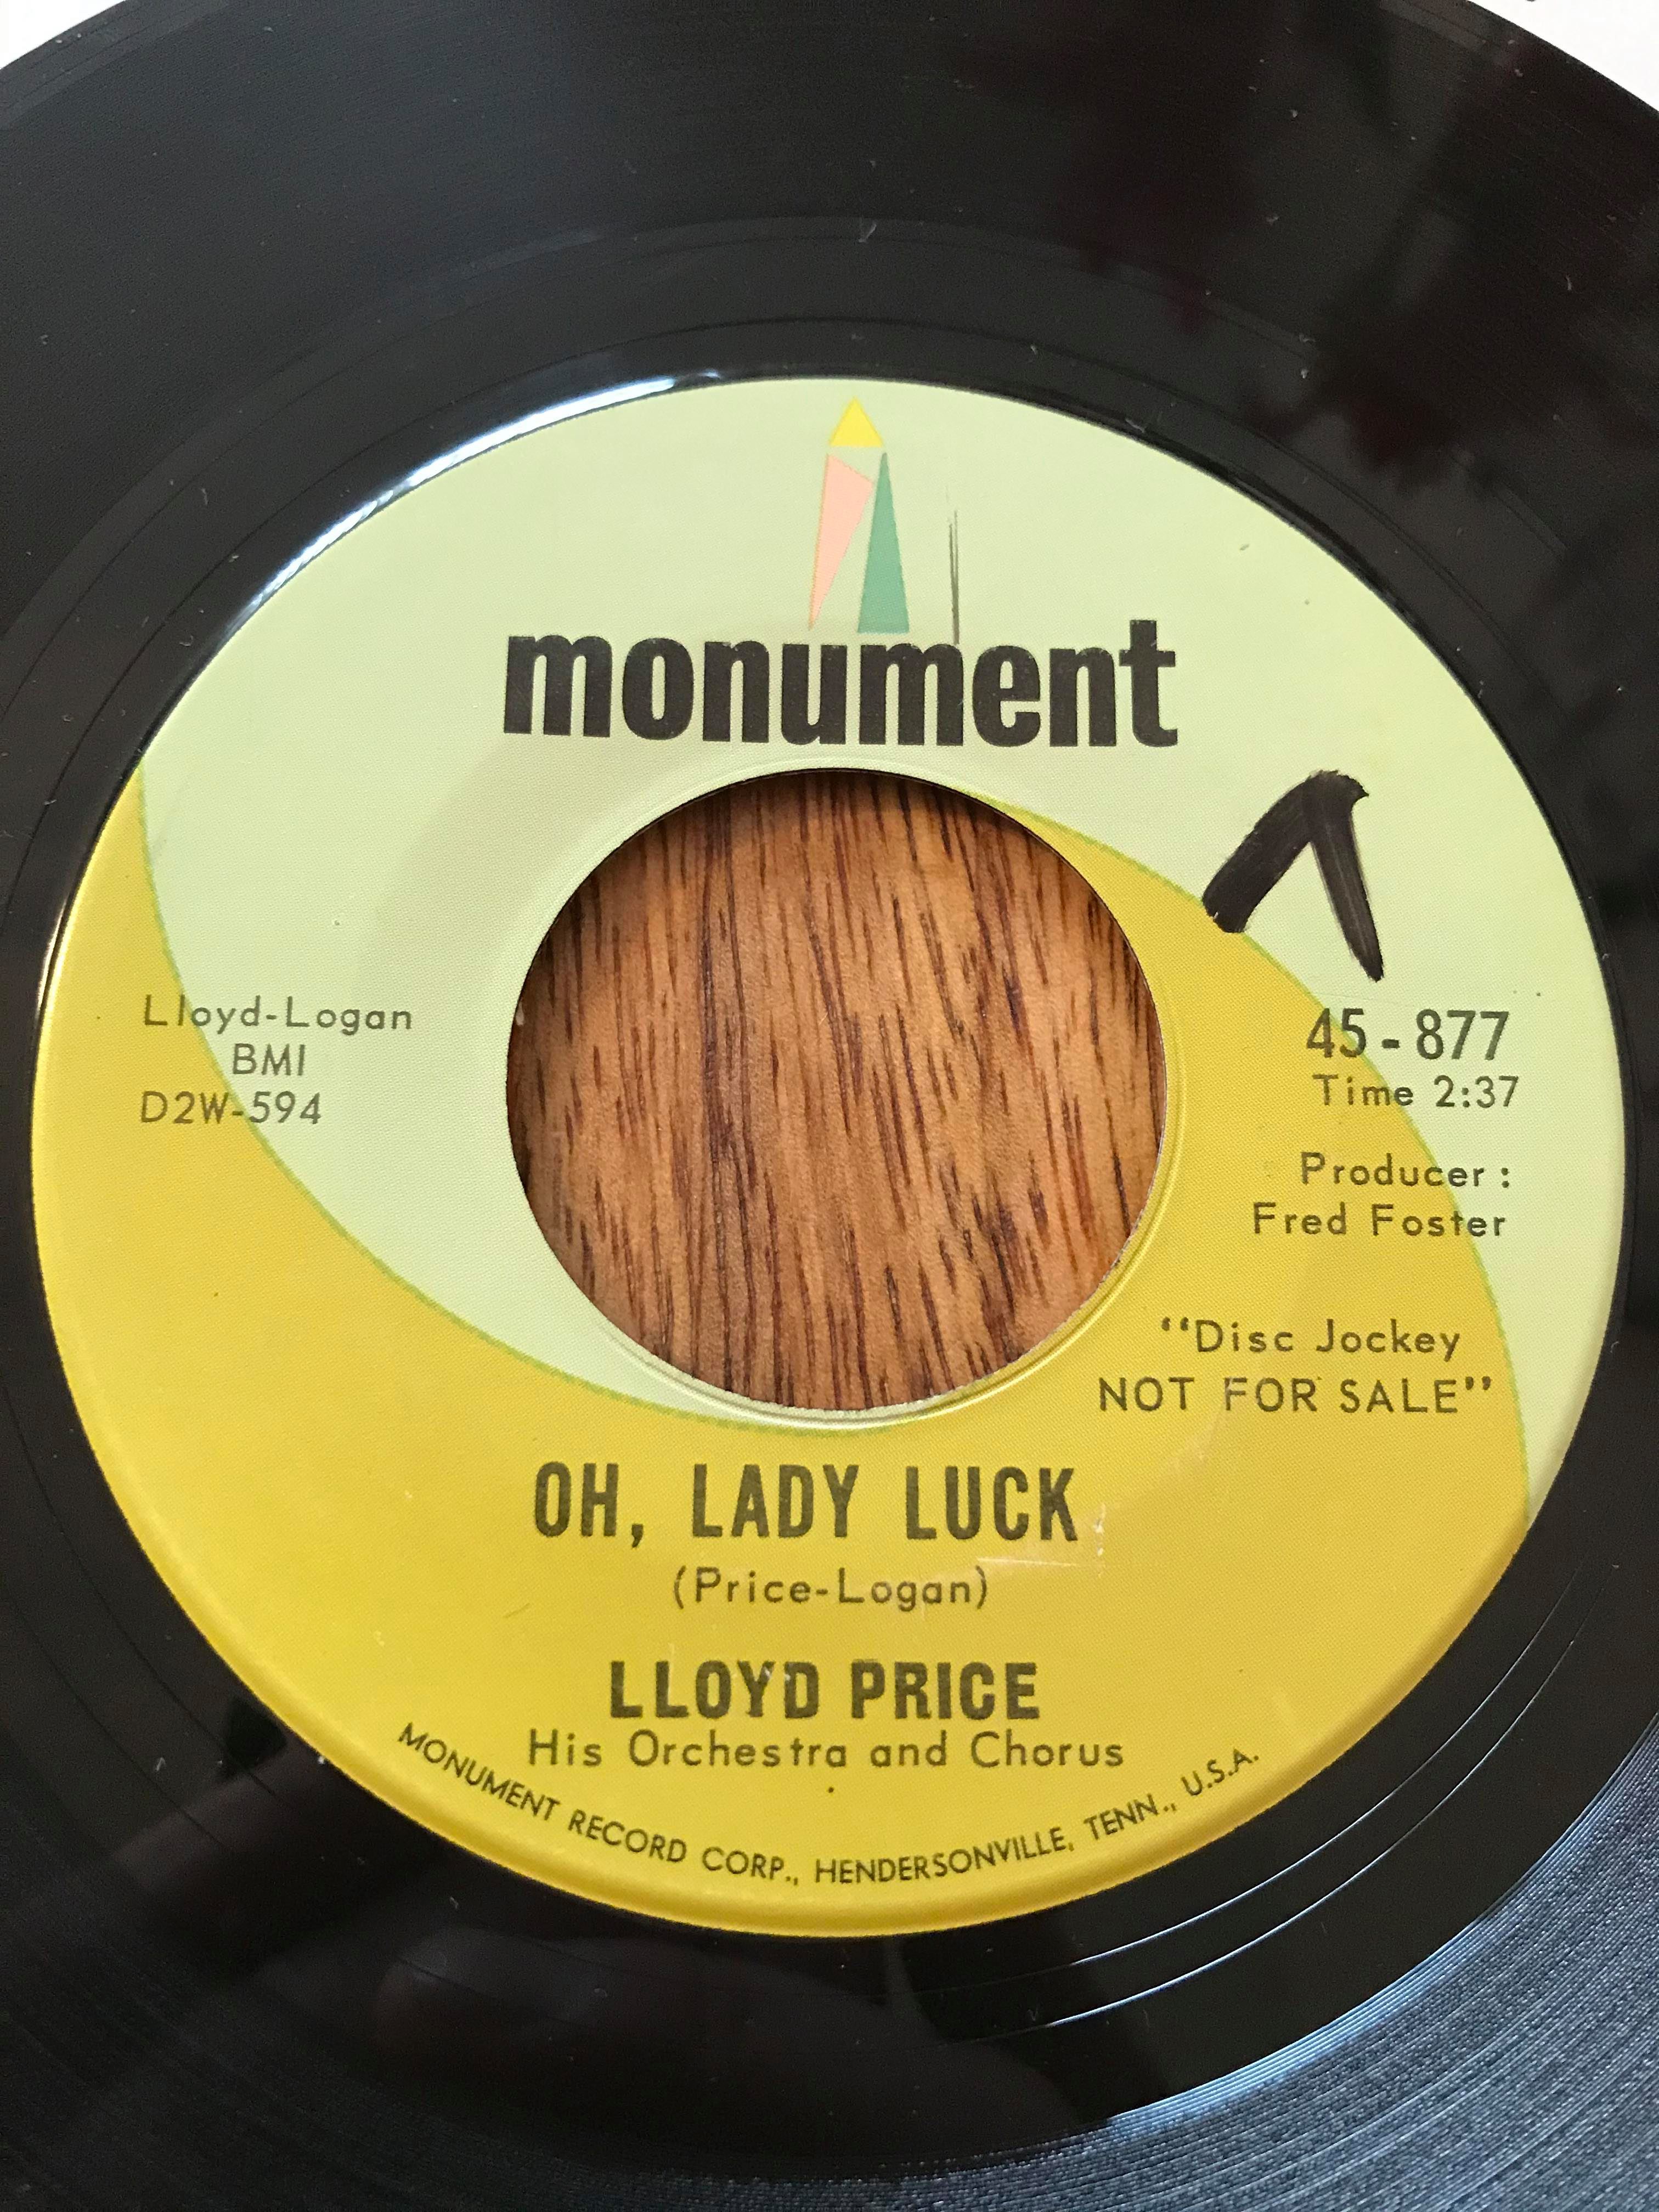 monument
Lloyd-Logan
BMI
D2W-594
45-877
Time 2:37
Producer:
Fred Foster
"Disc Jockey
NOT FOR SALE"
OH, LADY LUCK
(Price-Logan)
LLOYD PRICE
His Orchestra and Chorus
MONUMENT RECORD CORP., HENDERSONVILLE, TENN., U.S.A.